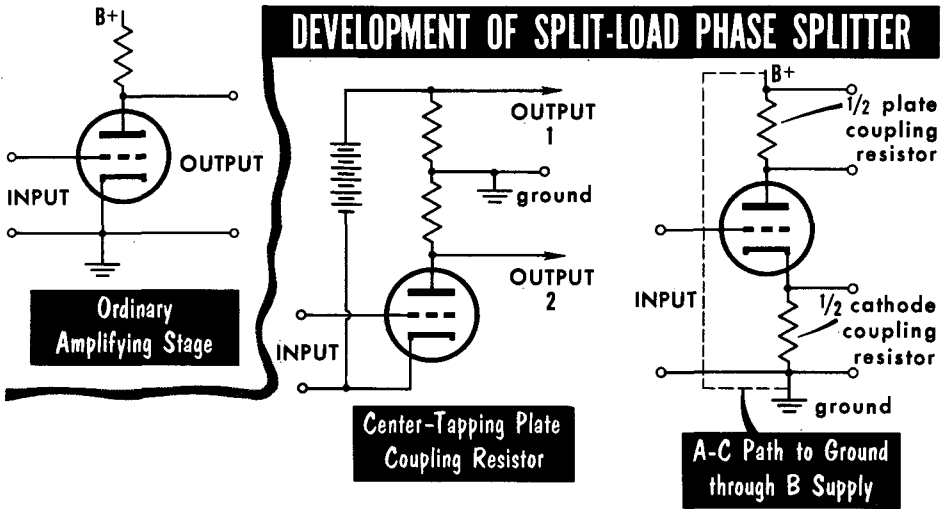 DEVELOPMENT OF SPLIT-LOAD PHASE SPLITTER
B+
INPUT
OUTPUT
Ordinary
Amplifying Stage
OUTPUT
1
ground
OUTPUT
2
INPUT
Center-Tapping Plate
Coupling Resistor
B+
1/2 plate
coupling
resistor
INPUT
1/2 cathode
coupling
resistor
ground
A-C Path to Ground
through B Supply